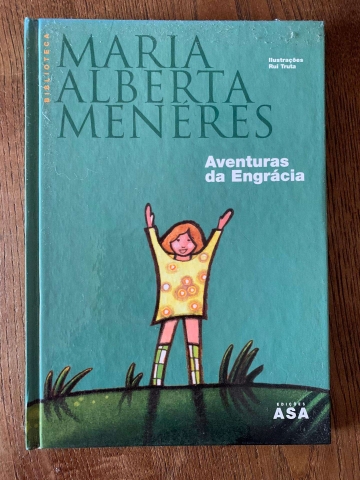 BIBLIOTECA
MARIA
ALBERTA
MENÉRES
Ilustrações
Rui Truta
Aventuras
da Engrácia
EDIÇÕES
ASA